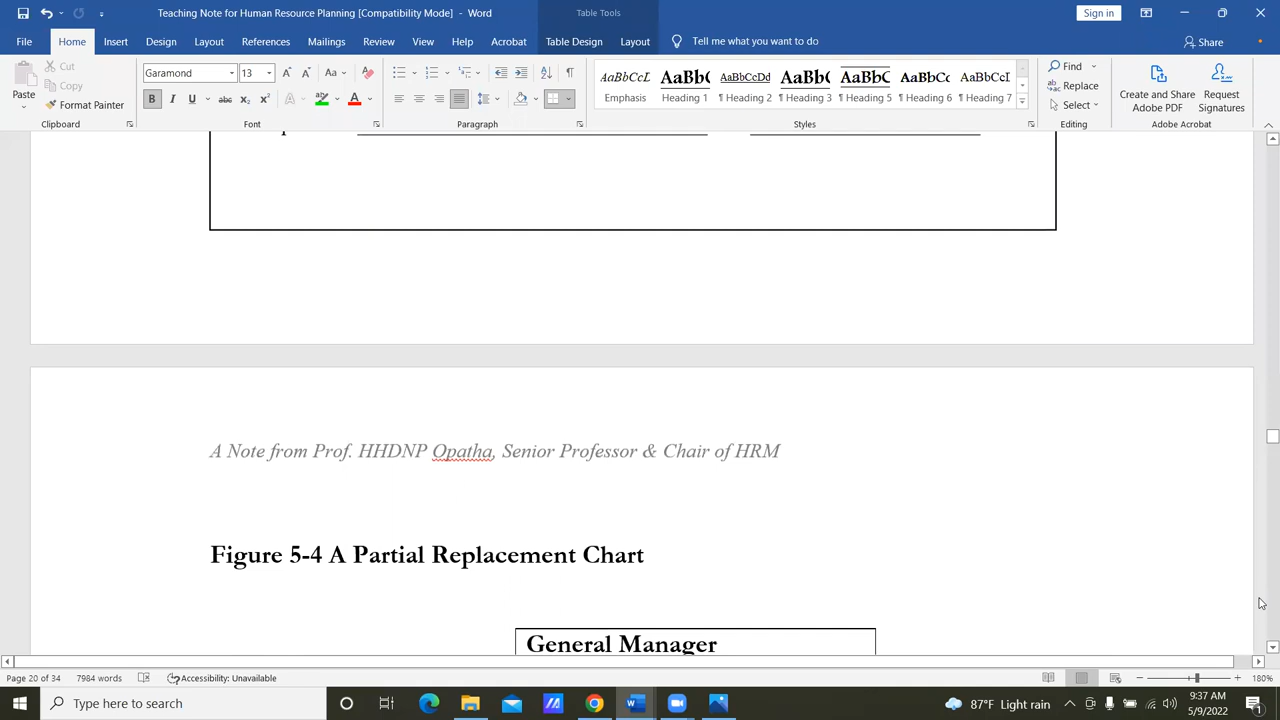 Teaching Note for Human Resource Planning [Compatibility Mode] - Word
Table Tools
Sign in
File Home Insert Design Layout References Mailings Review View Help Acrobat Table Design Layout Tell me what you want to do Share
Paste
Cut
Copy
Format Painter
Clipboard
Garamond 13
Font
Paragraph
AaBbCcL AaBbC AaBbCcDd AaBbC AaBbC AaBbCc AaBbCcD
Emphasis Heading 1 ¶ Heading 2 ¶ Heading 3 ¶ Heading 5 ¶ Heading 6 ¶ Heading 7
Styles
Find
Replace
Select
Editing
Create and Share Adobe PDF
Request Signatures
Adobe Acrobat
A Note from Prof. HHDNP Opatha, Senior Professor & Chair of HRM
Figure 5-4 A Partial Replacement Chart
General Manager
Page 20 of 34 7984 words Accessibility: Unavailable 180%
Type here to search
87°F Light rain
9:37 AM
5/9/2022